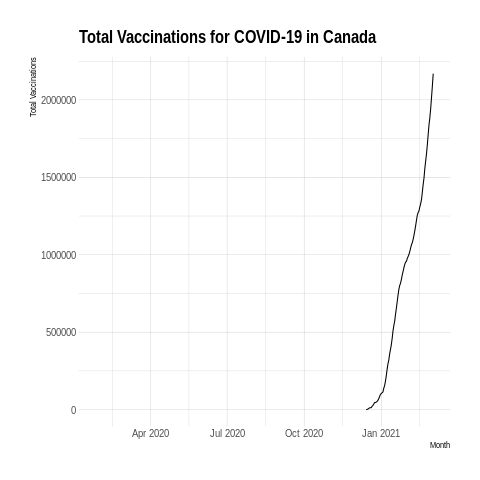 Total Vaccinations for COVID-19 in Canada
Total Vaccinations
2000000
1500000
1000000
500000
0
Apr 2020 Jul 2020 Oct 2020 Jan 2021
Month